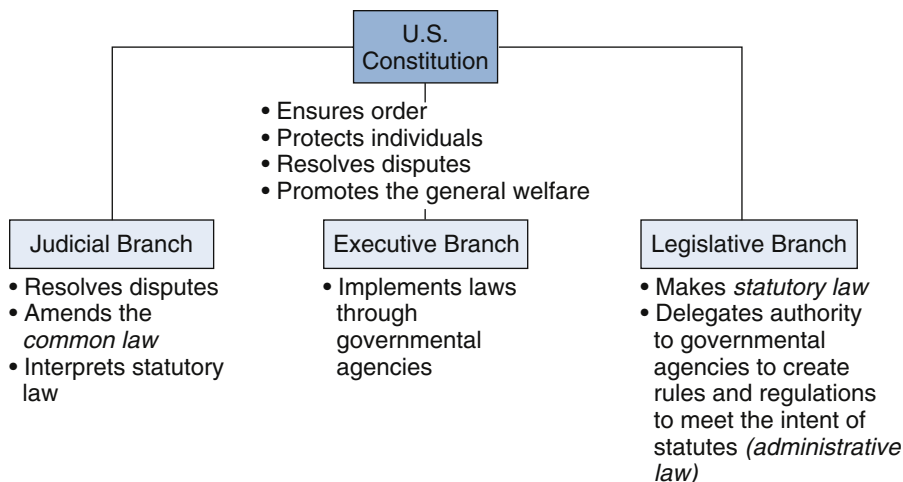 U.S.
Constitution
• Ensures order
• Protects individuals
• Resolves disputes
• Promotes the general welfare
Judicial Branch
• Resolves disputes
• Amends the
common law
• Interprets statutory
law
Executive Branch
• Implements laws
through
governmental
agencies
Legislative Branch
• Makes statutory law
• Delegates authority
to governmental
agencies to create
rules and regulations
to meet the intent of
statutes (administrative
law)